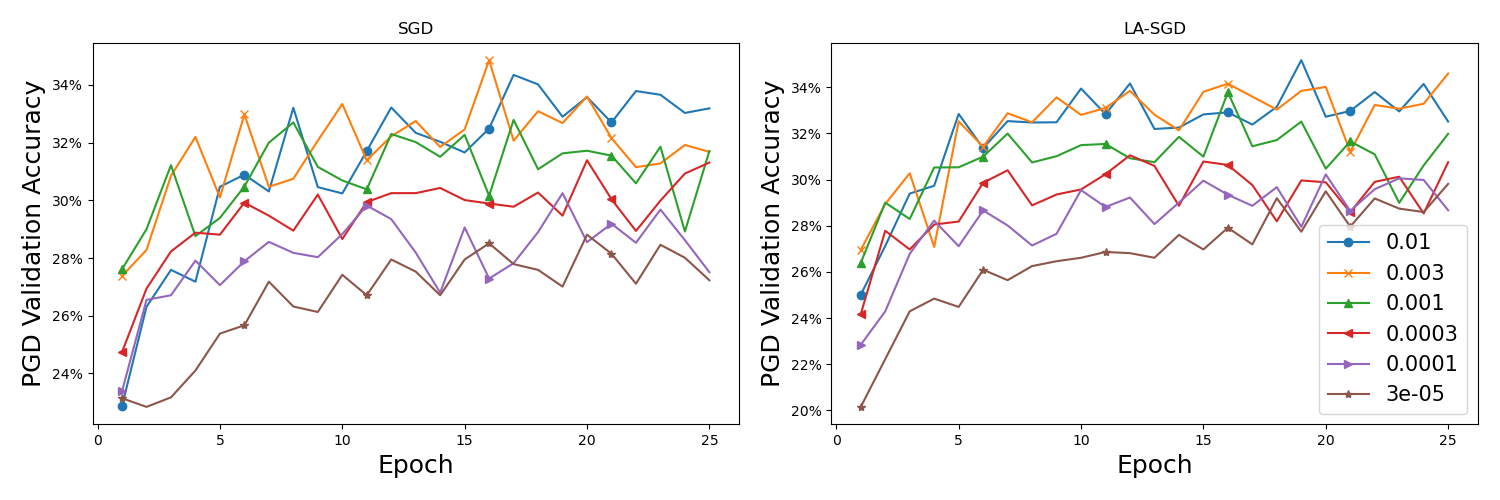 SGD
PGD Validation Accuracy
34%
32%
30%
28%
26%
24%
0 5 10 15 20 25
Epoch
LA-SGD
PGD Validation Accuracy
34%
32%
30%
28%
26%
24%
22%
20%
0 5 10 15 20 25
Epoch
0.01
0.003
0.001
0.0003
0.0001
3e-05